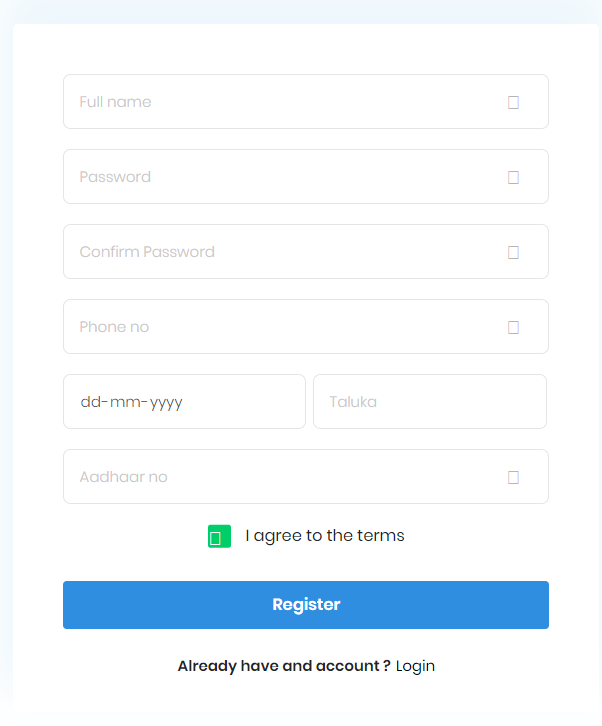 Full name
Password
Confirm Password
Phone no
dd-mm-yyyy Taluka
Aadhaar no
I agree to the terms
Register
Already have and account ? Login